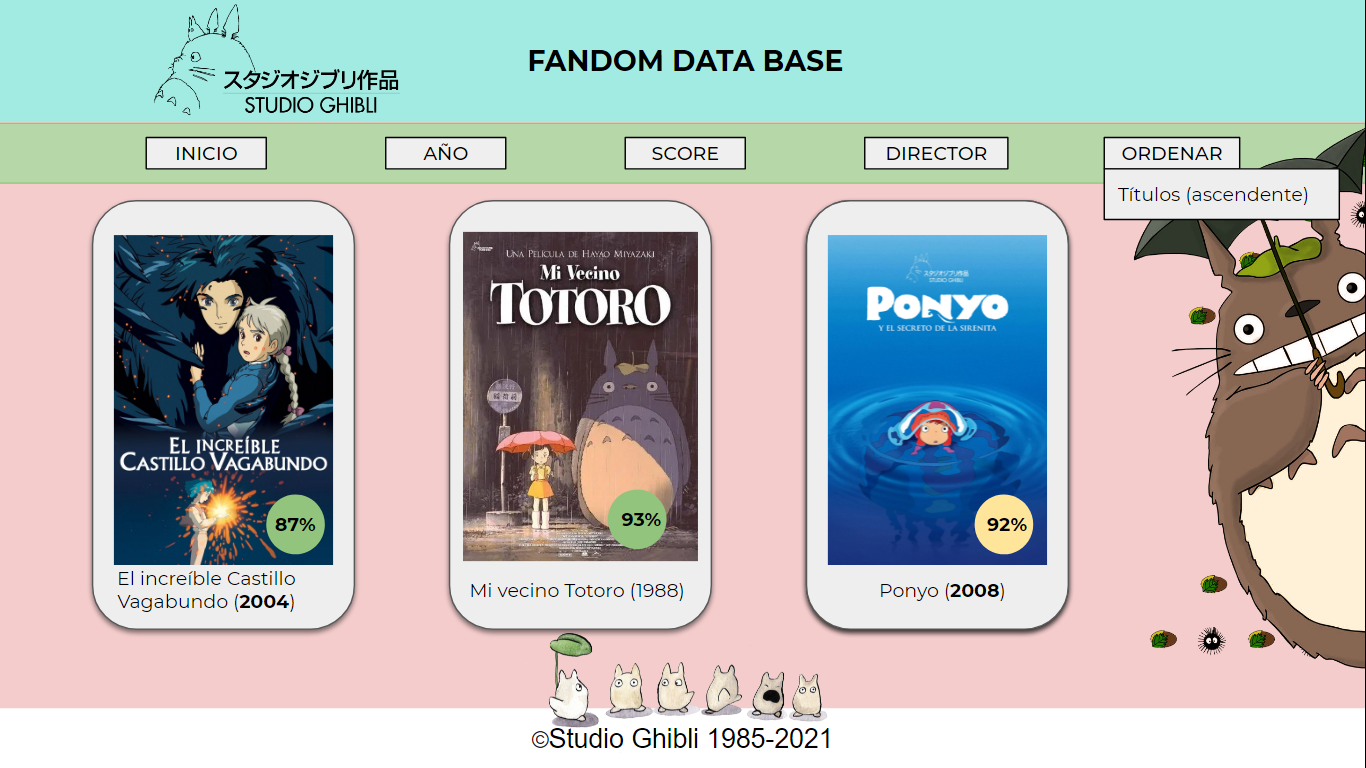 スタジオジブリ作品
STUDIO GHIBLI
FANDOM DATA BASE
INICIO
AÑO
SCORE
DIRECTOR
ORDENAR
Títulos (ascendente)
EL INCREÍBLE
CASTILLO VAGABUNDO
87%
El increíble Castillo
Vagabundo (2004)
UNA PELÍCULA DE HAYAO MIYAZAKI
Mi Vecino
TOTORO
93%
Mi vecino Totoro (1988)
スタジオジブリ作品
STUDIO GHIBLI
PONYO
Y EL SECRETO DE LA SIRENITA
92%
Ponyo (2008)
©Studio Ghibli 1985-2021